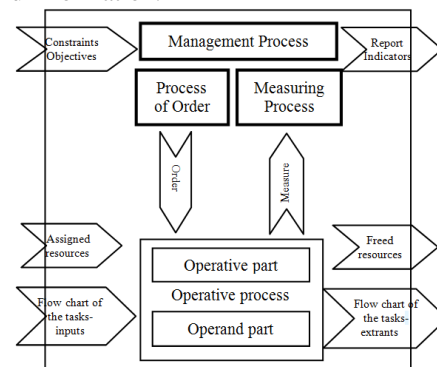 Constraints
Objectives
Management Process
Report
Indicators
Process
of Order
Measuring
Process
Order
Measure
Assigned
resources
Freed
resources
Operative part
Operative process
Operand part
Flow chart of
the tasks-
inputs
Flow chart of
the tasks-
extrants